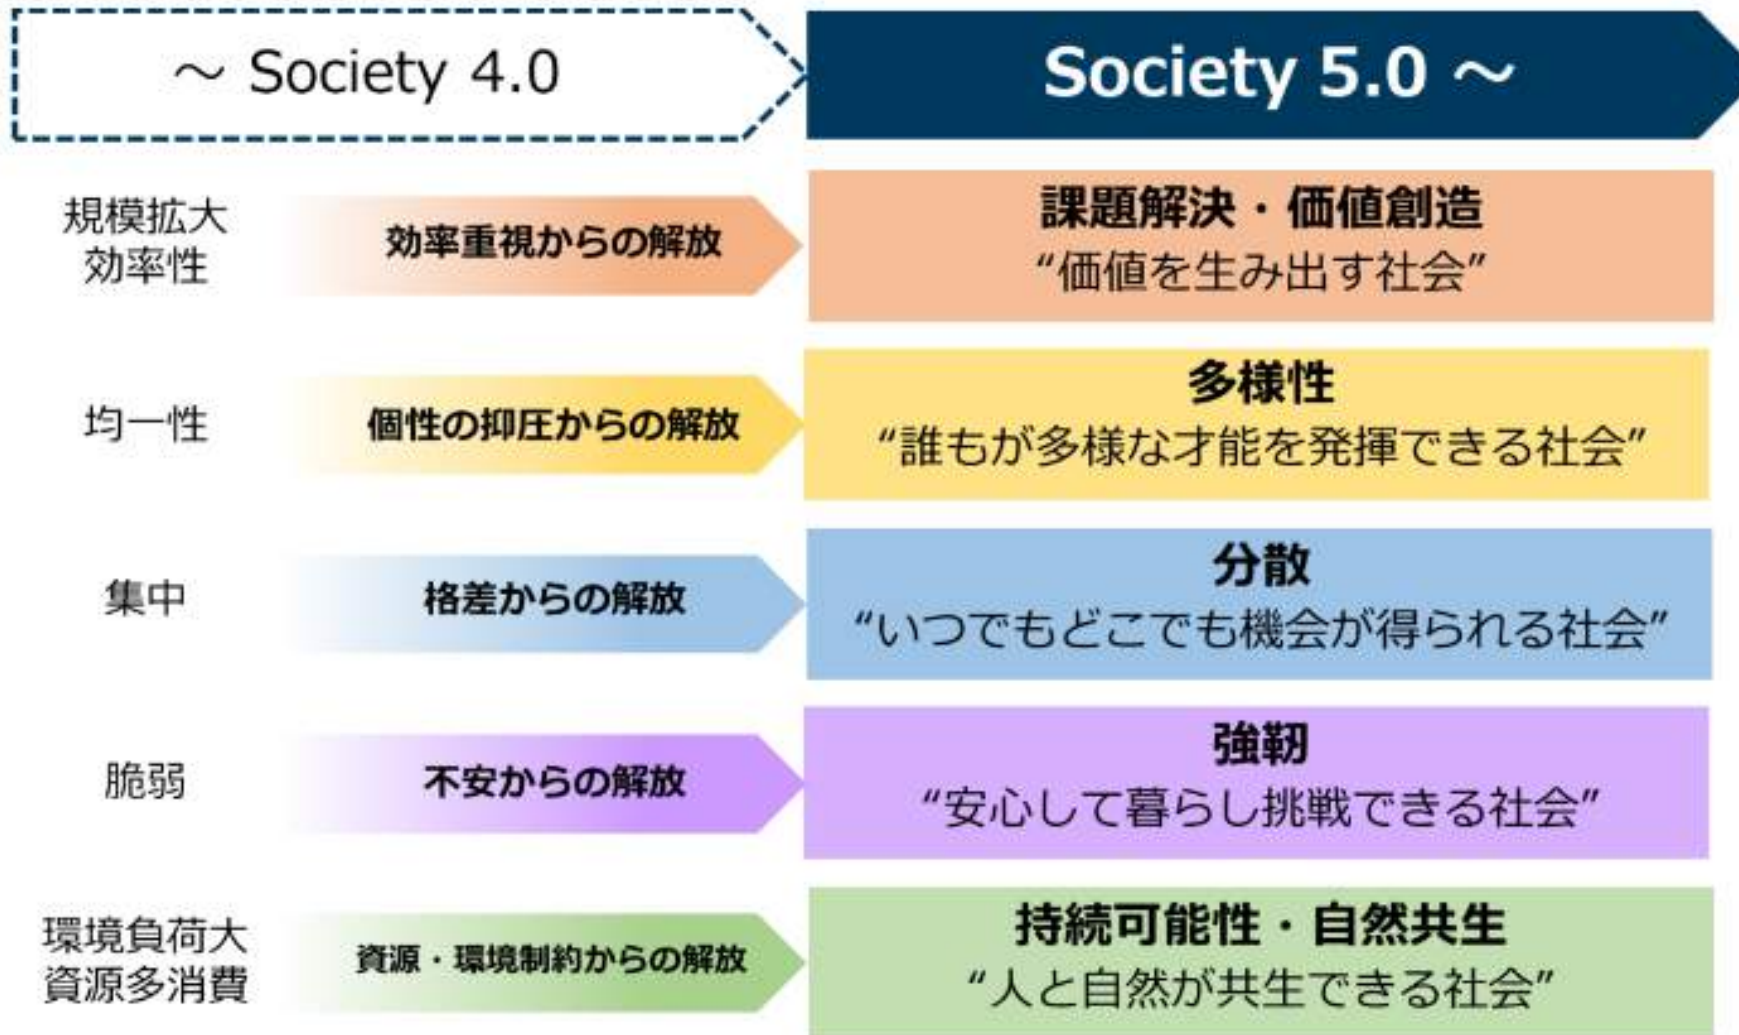 ～ Society 4.0
Society 5.0 ～
規模拡大
効率性
効率重視からの解放
課題解決・価値創造
“価値を生み出す社会”
均一性
個性の抑圧からの解放
多様性
“誰もが多様な才能を発揮できる社会”
集中
格差からの解放
分散
“いつでもどこでも機会が得られる社会”
脆弱
不安からの解放
強靭
“安心して暮らし挑戦できる社会”
環境負荷大
資源多消費
資源・環境制約からの解放
持続可能性・自然共生
“人と自然が共生できる社会”